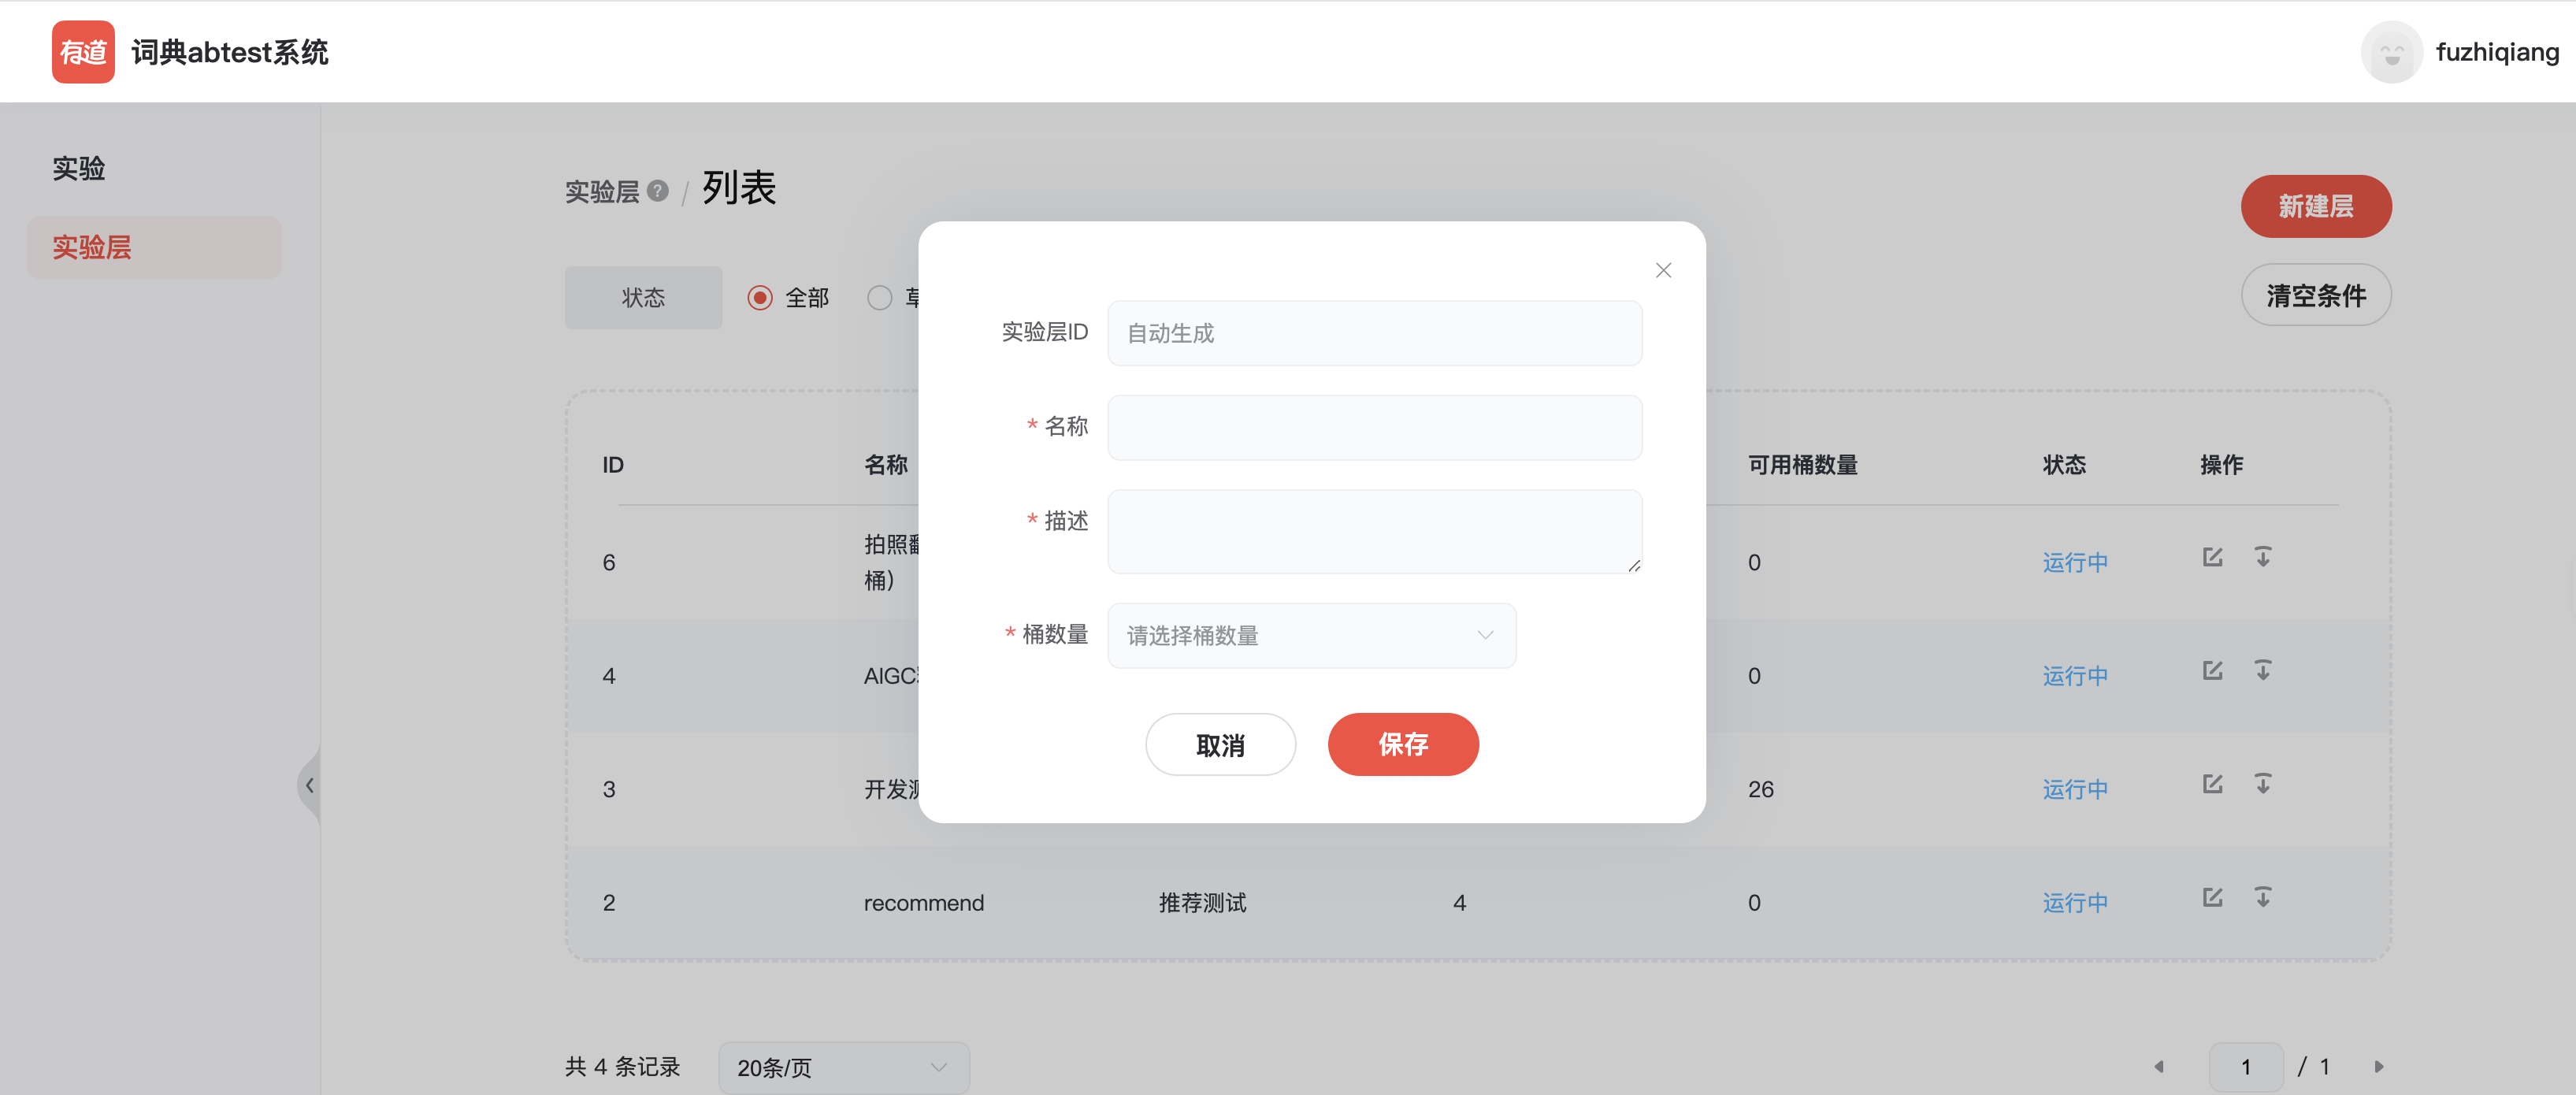 有道 词典abtest系统 fuzhiqiang
实验
实验层
实验层 ? / 列表
新建层
状态 全部
清空条件
实验层ID 自动生成
* 名称
* 描述
* 桶数量 请选择桶数量
取消 保存
ID 名称 可用桶数量 状态 操作
6 拍照翻
桶） 0 运行中
4 AIGC 0 运行中
3 开发测 26 运行中
2 recommend 推荐测试 4 0 运行中
共 4 条记录 20条/页 1 / 1